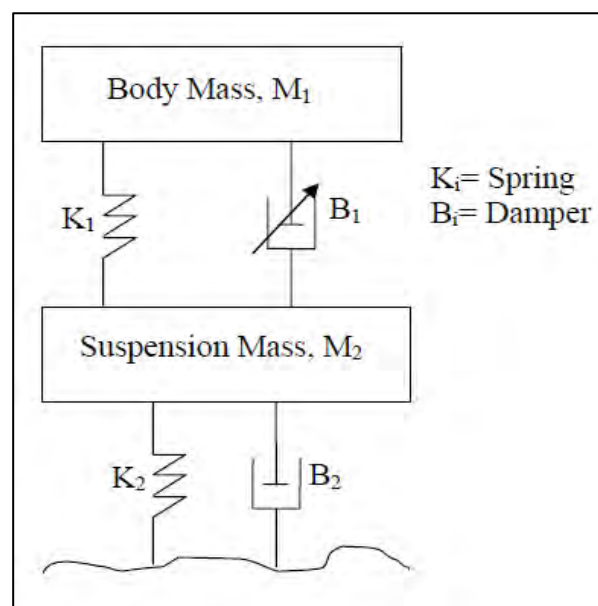 Body Mass, M₁
K₁
B₁
Kᵢ= Spring
Bᵢ= Damper
Suspension Mass, M₂
K₂
B₂